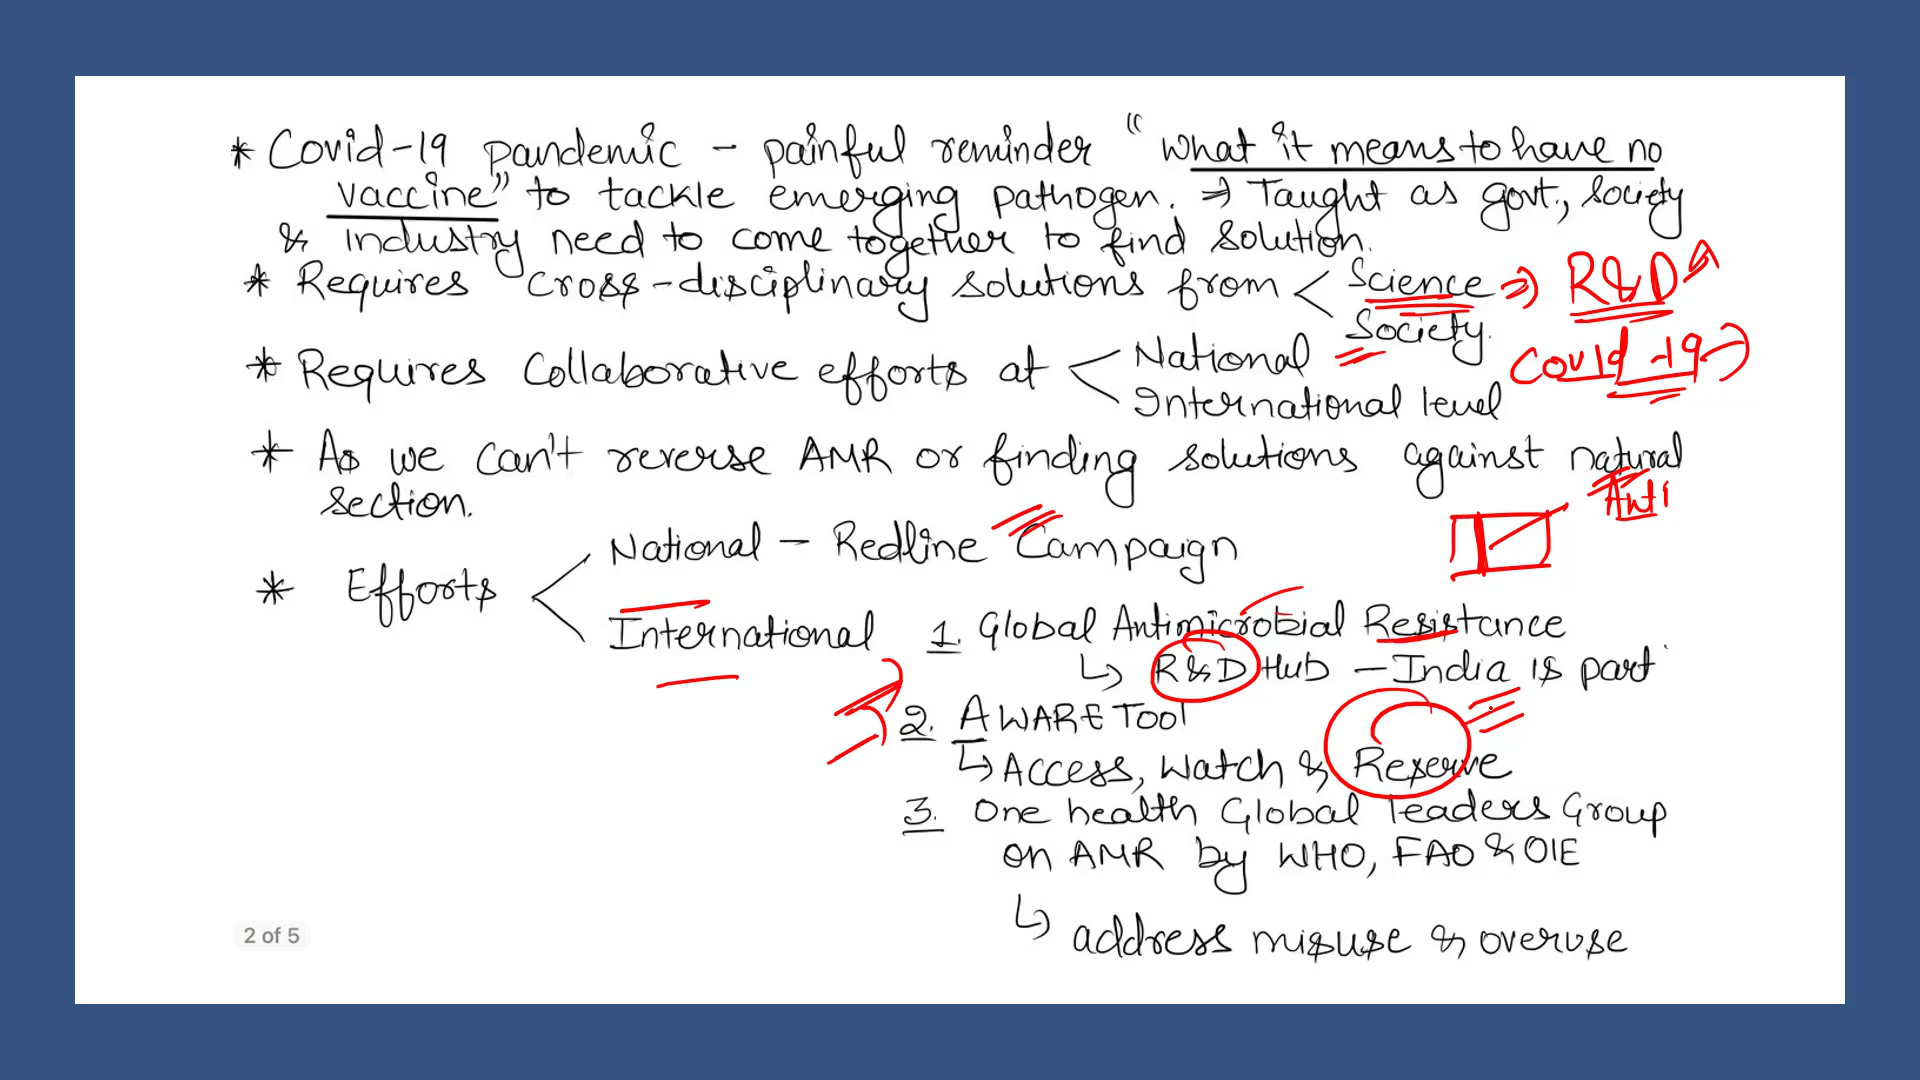 * Covid-19 pandemic - painful reminder "what it means to have no
vaccine" to tackle emerging pathogen. ⇒ Taught as govt., Society
& industry need to come together to find solution.
* Requires cross-disciplinary solutions from < Science ⇒ R&D
Society.
Covid-19
* Requires Collaborative efforts at < National
International level
* As we can't reverse AMR or finding solutions against natural
section.
Anti
* Efforts < National - Redline Campaign
International 1. Global Antimicrobial Resistance
↳ R&D Hub - India is part
2. AWARE Tool
↳ Access, Watch & Reserve
3. One health Global leaders Group
on AMR by WHO, FAO & OIE
↳ address misuse & overuse
2 of 5